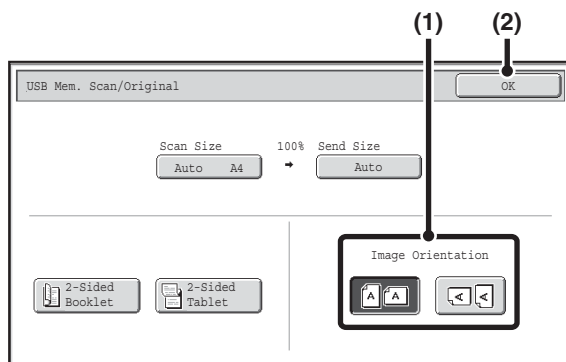 (1) (2)
USB Mem. Scan/Original OK
Scan Size 100% Send Size
Auto A4 Auto
Image Orientation
2-Sided
Booklet
2-Sided
Tablet
A A A A